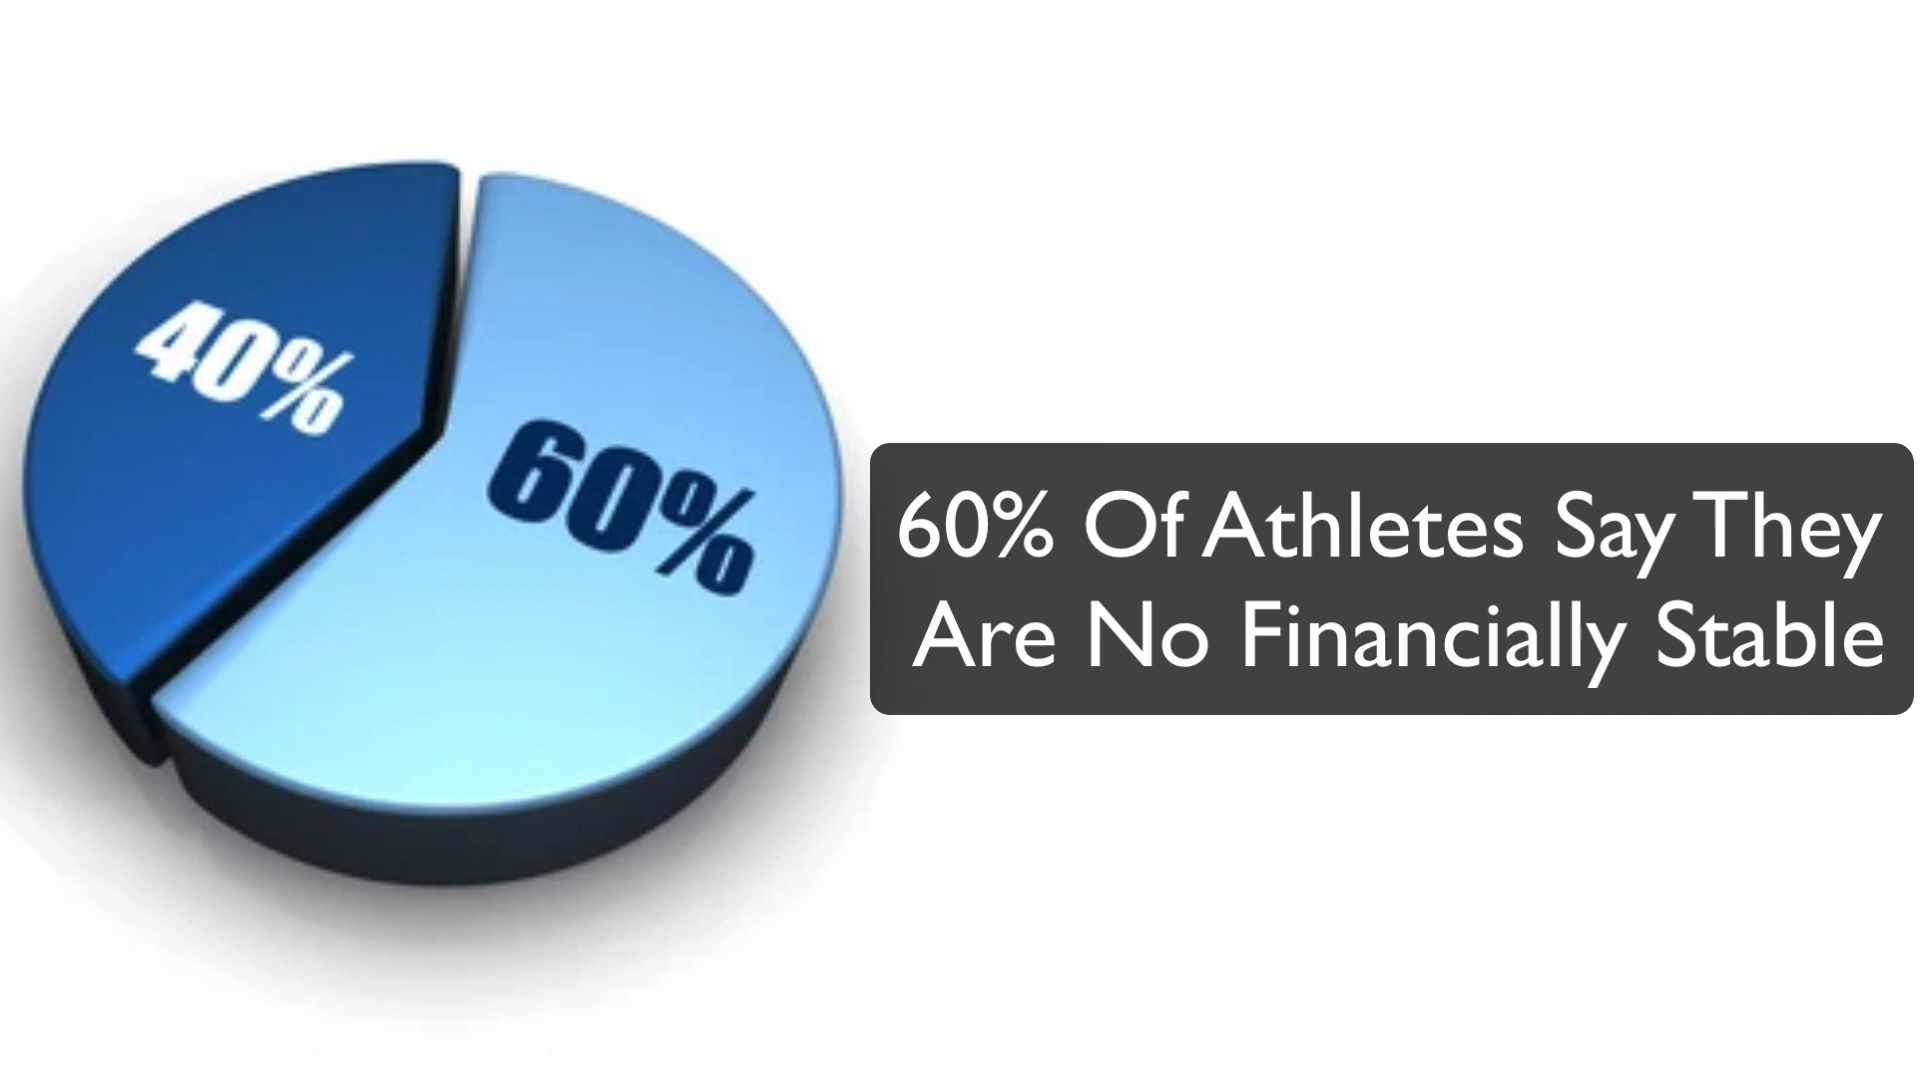 40%
60%
60% Of Athletes Say They
Are No Financially Stable